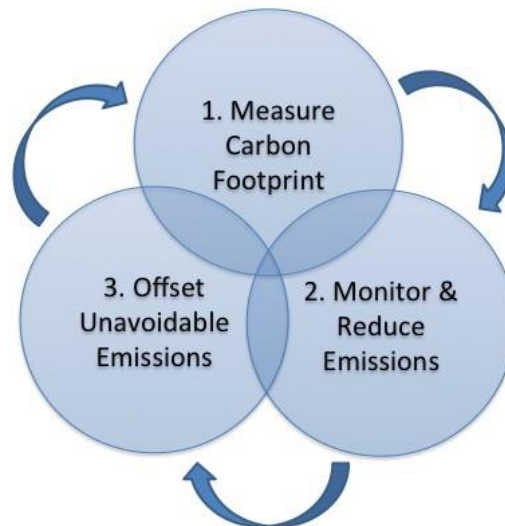 1. Measure
Carbon
Footprint
3. Offset
Unavoidable
Emissions
2. Monitor &
Reduce
Emissions